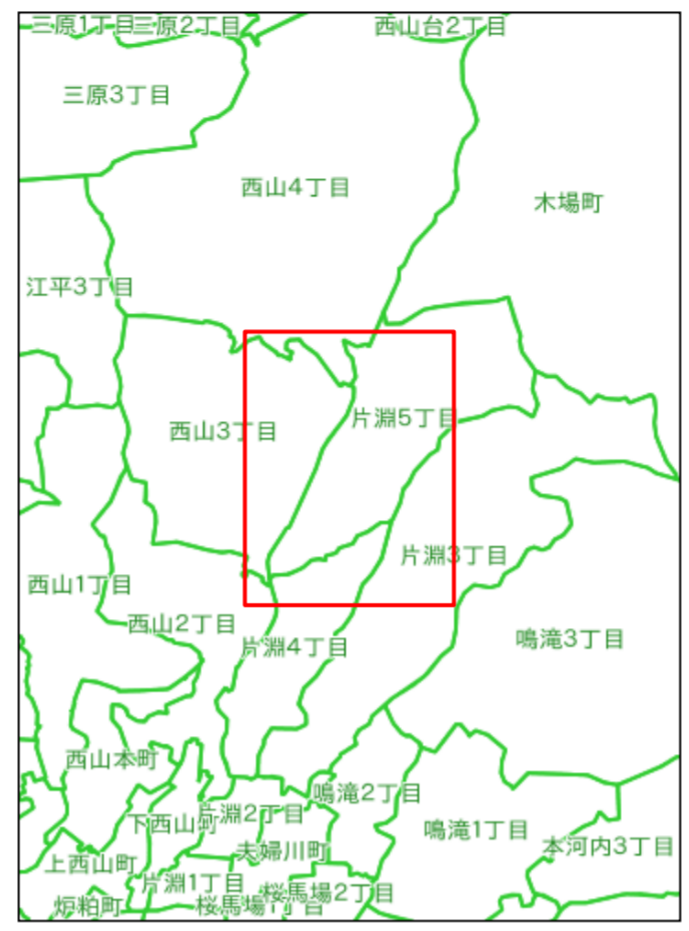 三原1丁目
三原2丁目
西山台2丁目
三原3丁目
西山4丁目
木場町
江平3丁目
片淵5丁目
西山3丁目
片淵3丁目
西山1丁目
西山2丁目
鳴滝3丁目
片淵4丁目
西山本町
鳴滝2丁目
片淵2丁目
下西山町
鳴滝1丁目
夫婦川町
本河内3丁目
上西山町
片淵1丁目
桜馬場2丁目
炉粕町
桜馬場1丁目